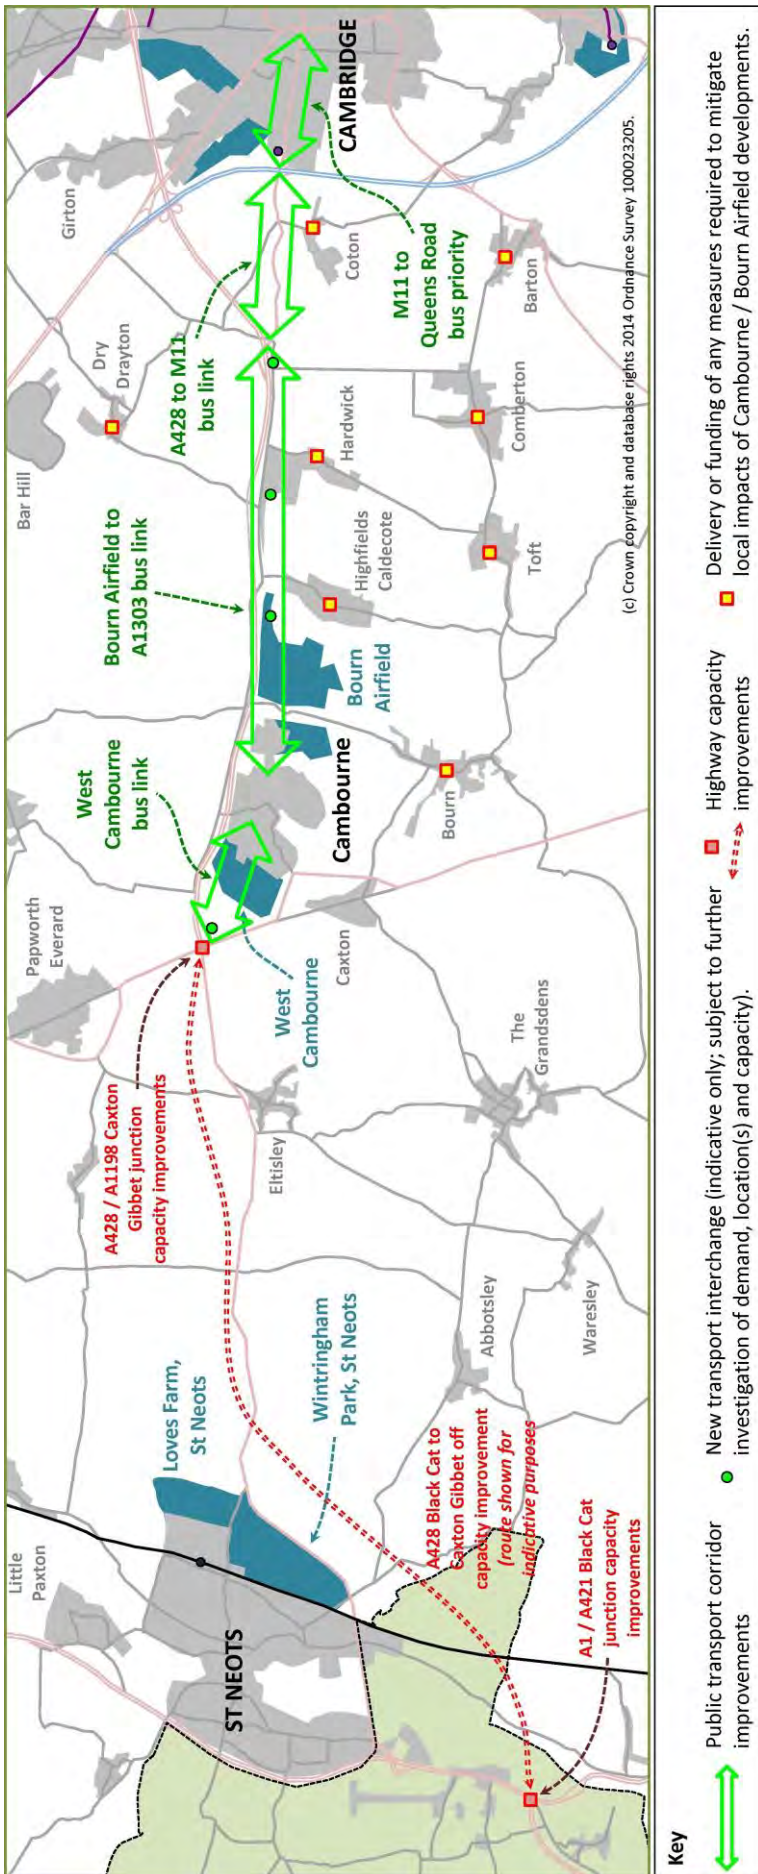 Little
Paxton
ST NEOTS
Loves Farm,
St Neots
Wintringham
Park, St Neots
A428 Black Cat to
Caxton Gibbet off
capacity improvement
(route shown for
indicative purposes
A1 / A421 Black Cat
junction capacity
improvements
Abbotsley
Waresley
A428 / A1198 Caxton
Gibbet junction
capacity improvements
Eltisley
The
Grandsdens
Papworth
Everard
West
Cambourne
Caxton
West
Cambourne
bus link
Cambourne
Bourn
Bourn Airfield to
A1303 bus link
Bourn
Airfield
Highfields
Caldecote
Toft
Bar Hill
Dry
Drayton
Hardwick
Comberton
A428 to M11
bus link
Girton
Coton
Barton
M11 to
Queens Road
bus priority
CAMBRIDGE
(c) Crown copyright and database rights 2014 Ordnance Survey 100023205.
Key
Public transport corridor
improvements
New transport interchange (indicative only; subject to further
investigation of demand, location(s) and capacity).
Highway capacity
improvements
Delivery or funding of any measures required to mitigate
local impacts of Cambourne / Bourn Airfield developments.